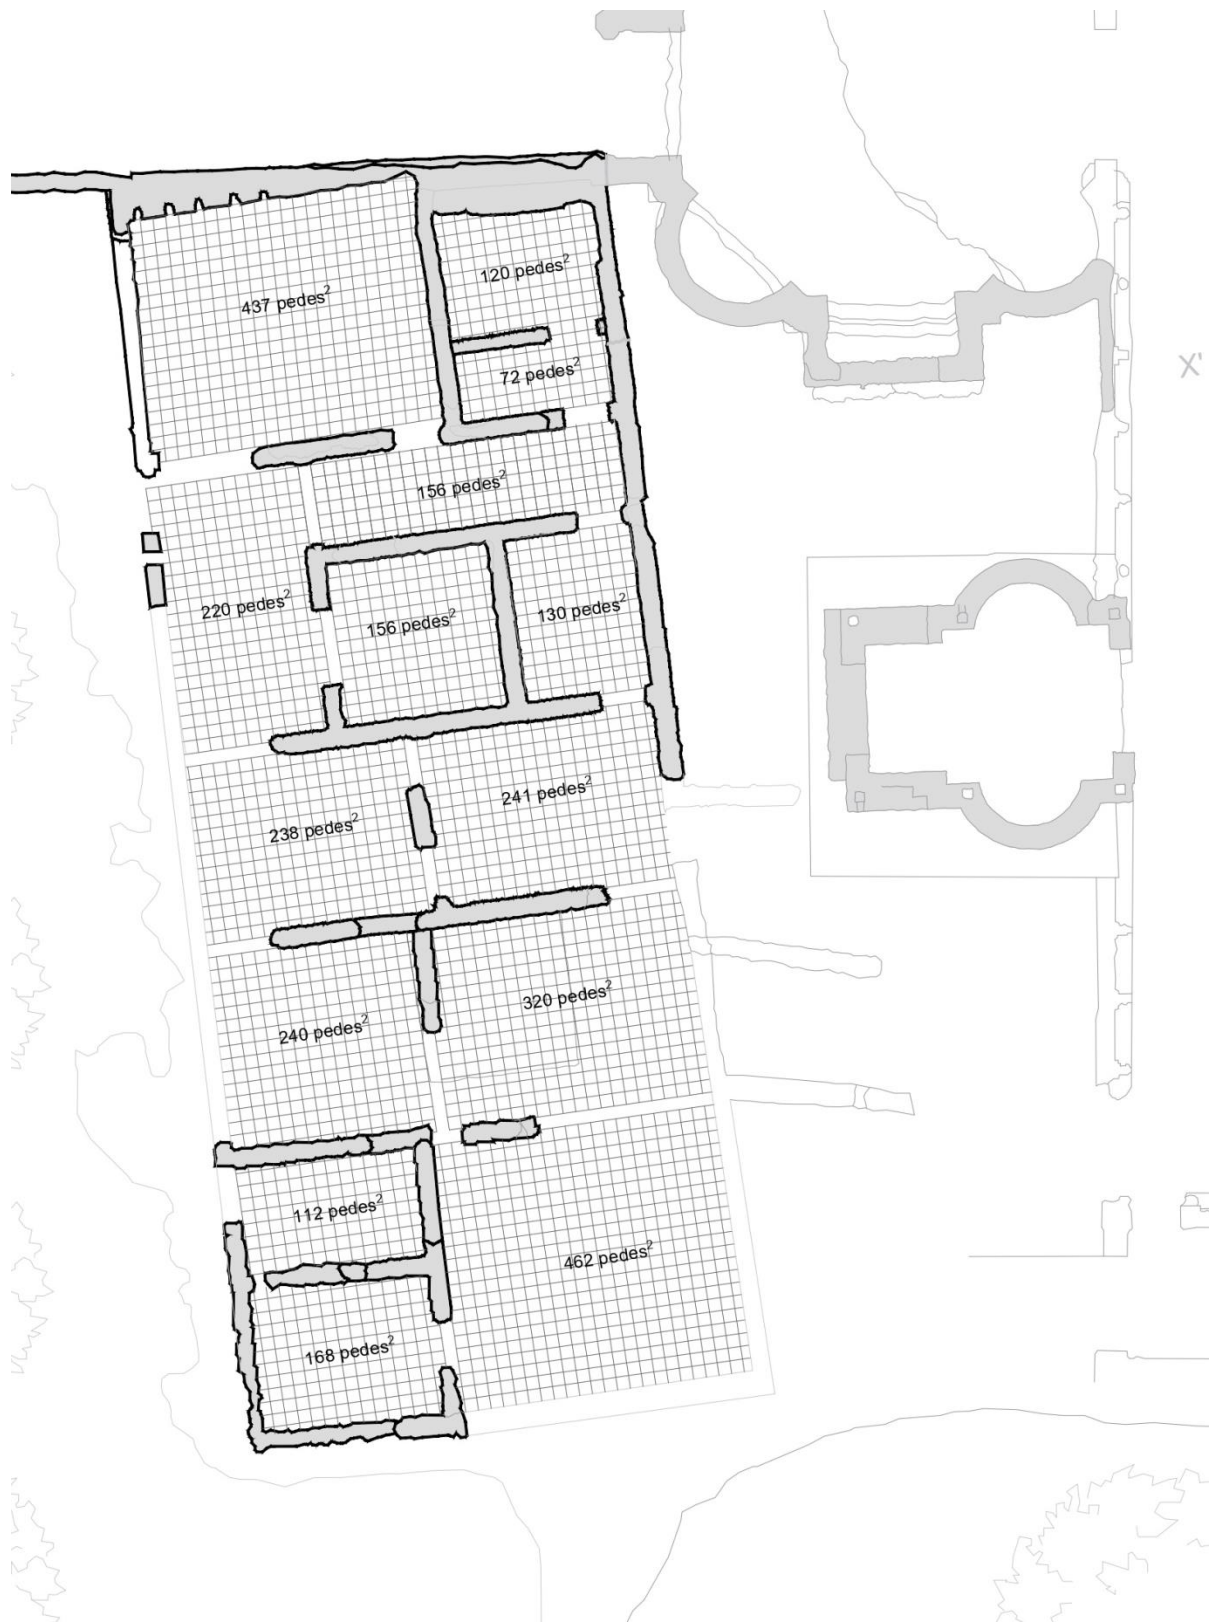 120 pedes²
437 pedes²
X'
72 pedes²
156 pedes²
220 pedes²
156 pedes²
130 pedes²
241 pedes²
238 pedes²
320 pedes²
240 pedes²
112 pedes²
462 pedes²
168 pedes²